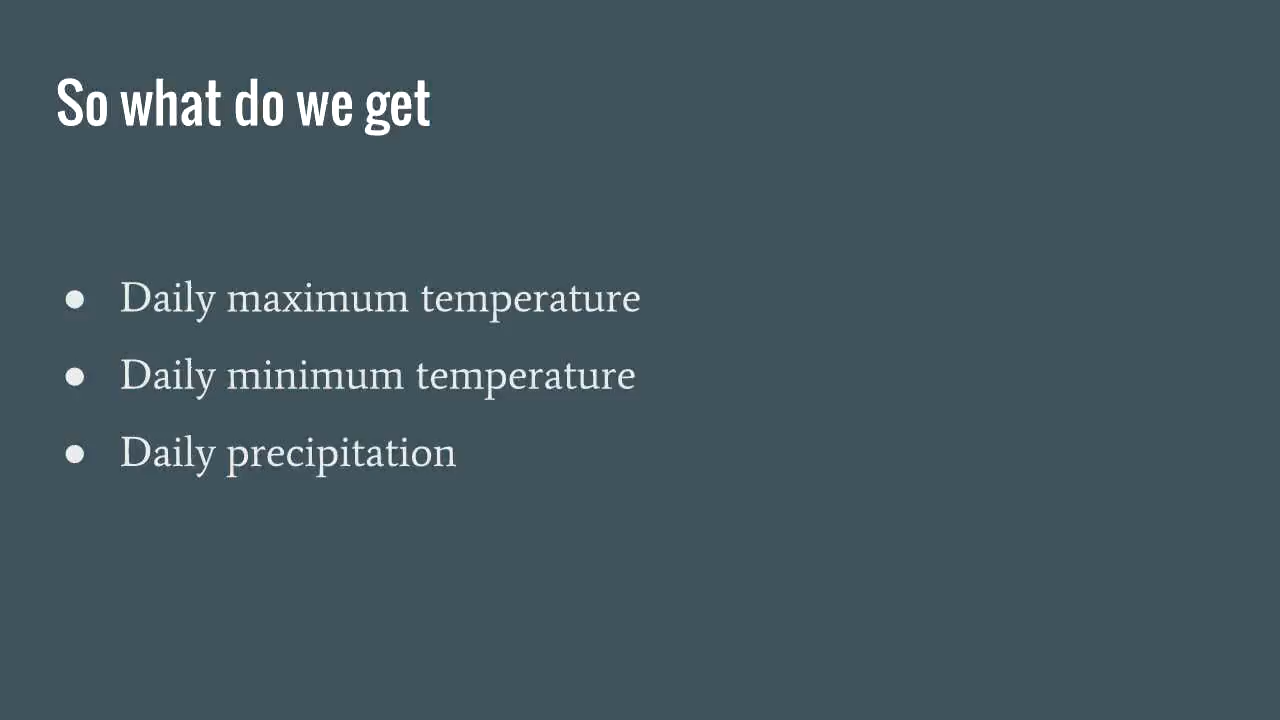 So what do we get
● Daily maximum temperature
● Daily minimum temperature
● Daily precipitation